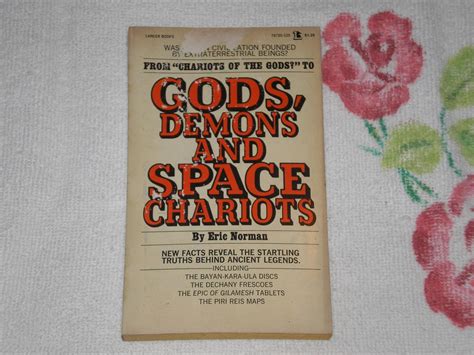 LANCER BOOKS
WAS CIVILIZATION FOUNDED
BY EXTRATERRESTRIAL BEINGS?
FROM "CHARIOTS OF THE GODS?" TO
GODS,
DEMONS
AND
SPACE
CHARIOTS
By Eric Norman
NEW FACTS REVEAL THE STARTLING
TRUTHS BEHIND ANCIENT LEGENDS.
—INCLUDING—
THE BAYAN-KARA-ULA DISCS
THE DECHANY FRESCOES
THE EPIC OF GILAMESH TABLETS
THE PIRI REIS MAPS